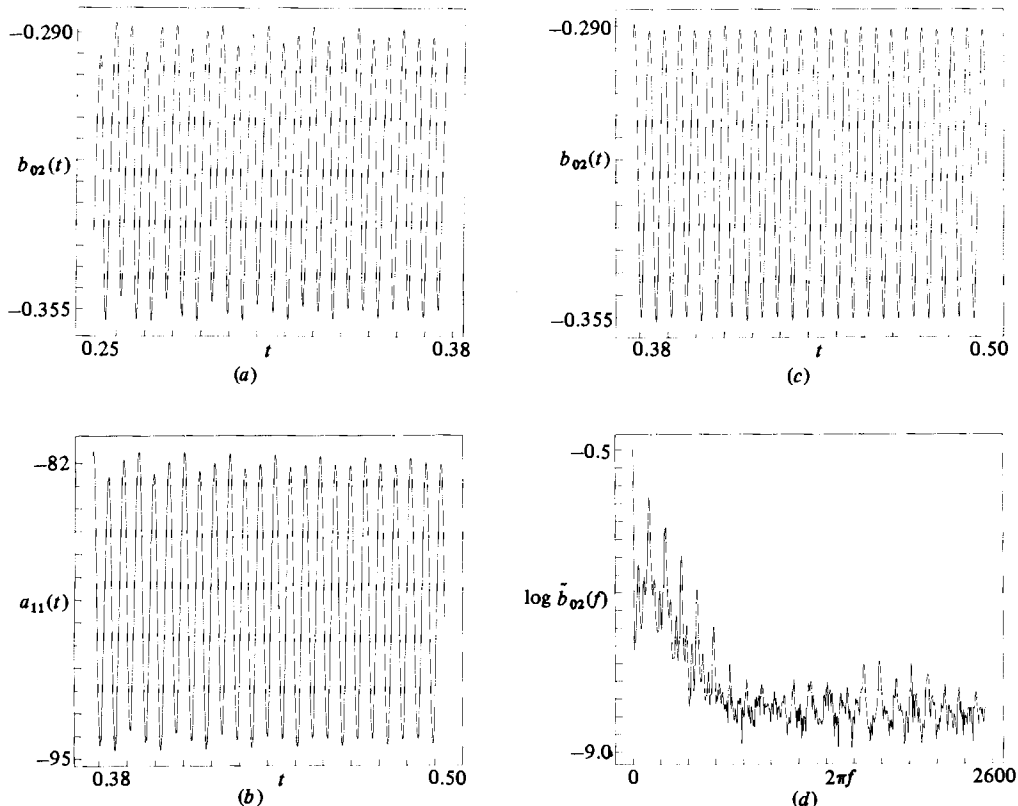 −0.290
b₀₂(t)
−0.355
0.25
t
0.38
(a)
−0.290
b₀₂(t)
−0.355
0.38
t
0.50
(c)
−82
a₁₁(t)
−95
0.38
t
0.50
(b)
−0.5
log b̃₀₂(f)
−9.0
0
2πf
2600
(d)